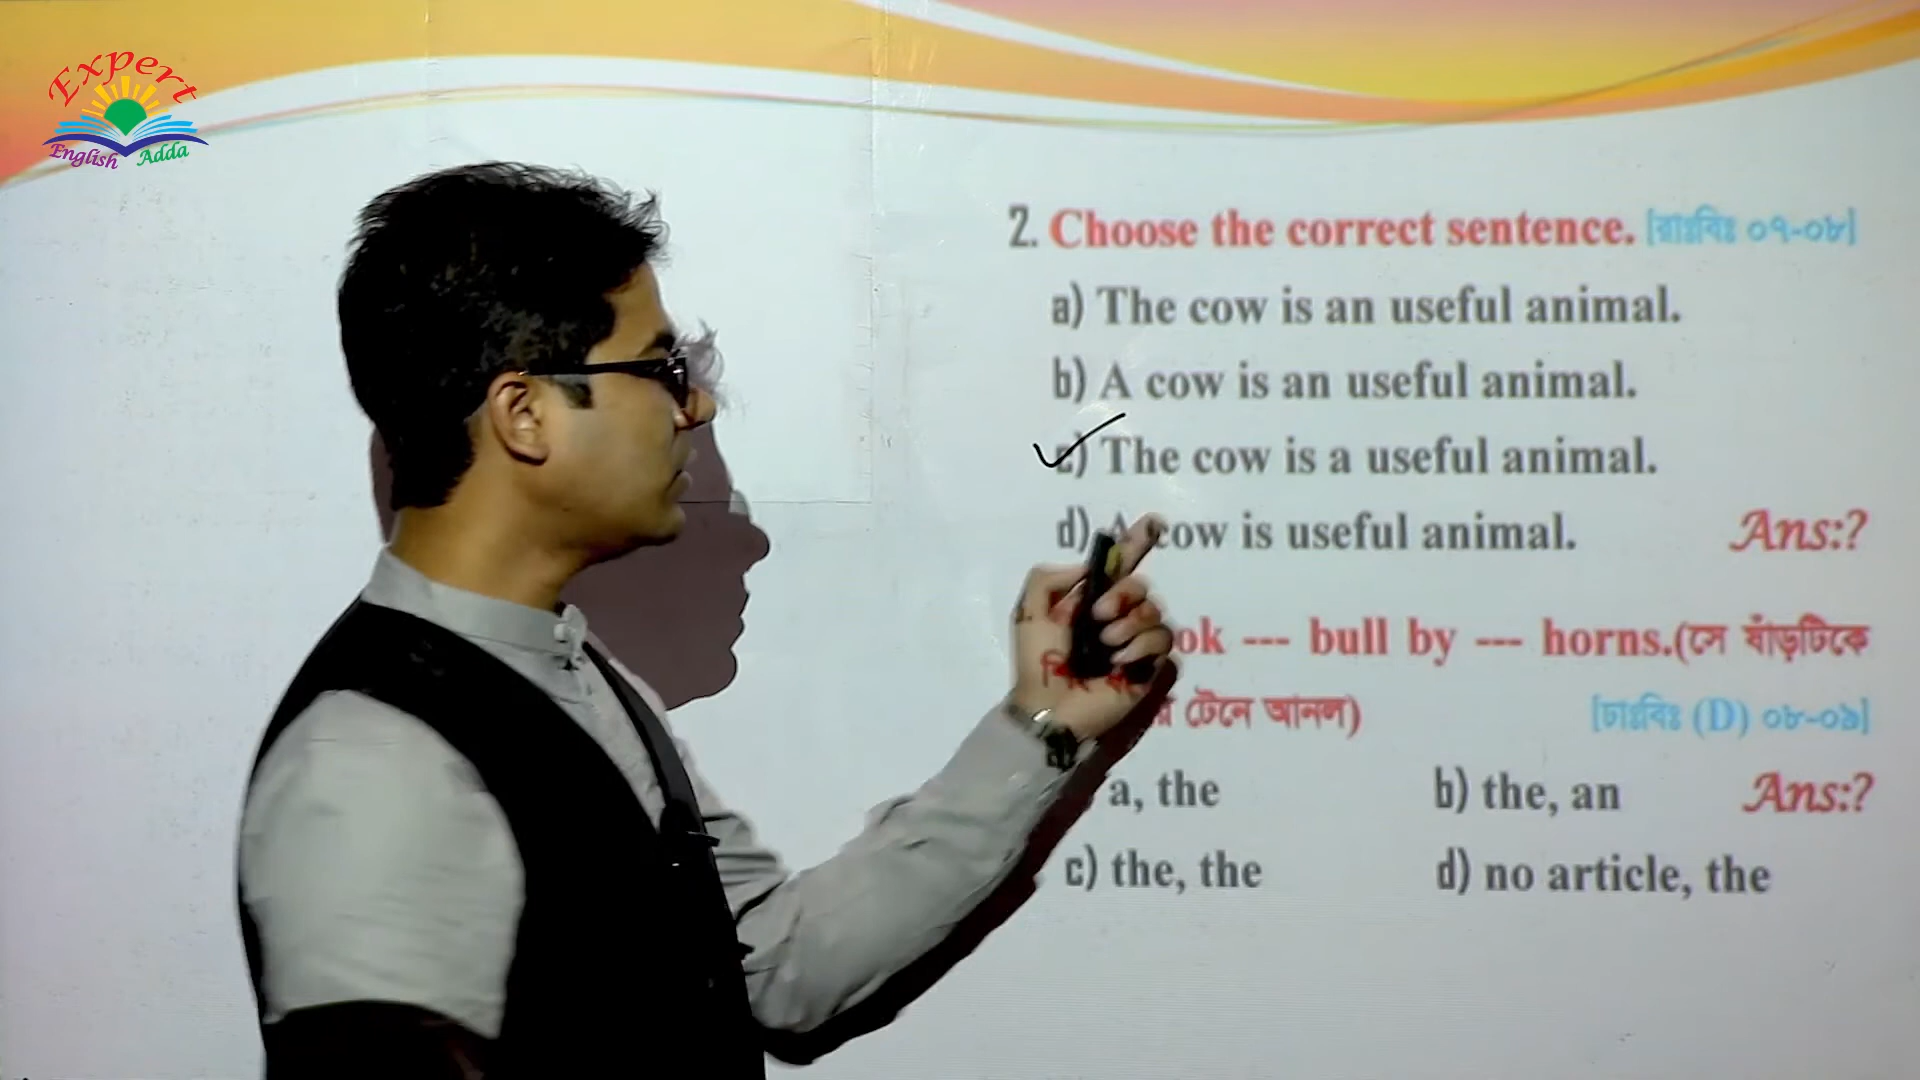 Expert
English Adda
2. Choose the correct sentence. [রাঃবিঃ ০৭-০৮]
a) The cow is an useful animal.
b) A cow is an useful animal.
c) The cow is a useful animal.
d) A cow is useful animal. Ans:?
ok --- bull by --- horns.(সে ষাঁড়টিকে
টেনে আনল) [ঢাঃবিঃ (D) ০৮-০৯]
a, the b) the, an Ans:?
c) the, the d) no article, the